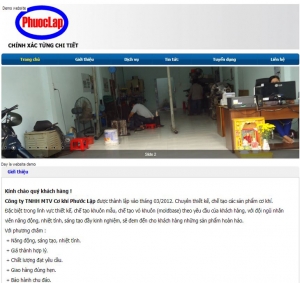 Demo website
PhuocLap
CHÍNH XÁC TỪNG CHI TIẾT
Trang chủ Giới thiệu Dịch vụ Tin tức Tuyển dụng Liên hệ
Slide 2
Day la website demo
Giới thiệu
Kính chào quý khách hàng !
Công ty TNHH MTV Cơ khí Phước Lập được thành lập vào tháng 03/2012. Chuyên thiết kế, chế tạo các sản phẩm cơ khí.
Đặc biệt trong lĩnh vực thiết kế, chế tạo khuôn mẫu, chế tạo vỏ khuôn (moldbase) theo yêu cầu của khách hàng, với đội ngũ nhân
viên năng động, nhiệt tình, sáng tạo đầy kinh nghiệm, sẽ đem đến cho khách hàng những sản phẩm hoàn hảo.
Với phương châm :
+ Năng động, sáng tạo, nhiệt tình.
+ Giá thành hợp lý.
+ Chất lượng đạt yêu cầu.
+ Giao hàng đúng hẹn.
+ Bảo hành chu đáo.